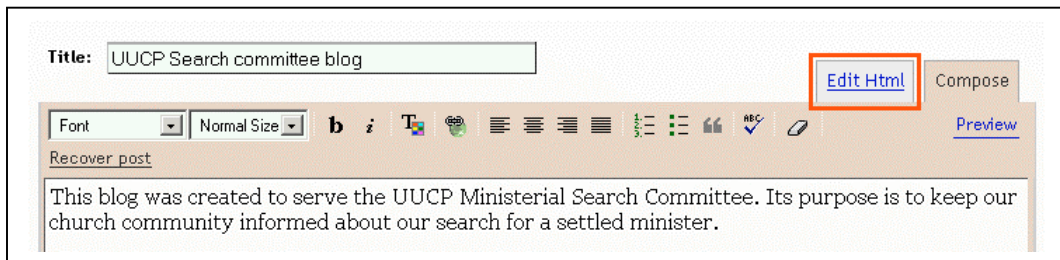 Title: UUCP Search committee blog
Edit Html Compose
Font Normal Size b i T ABC Preview
Recover post
This blog was created to serve the UUCP Ministerial Search Committee. Its purpose is to keep our
church community informed about our search for a settled minister.